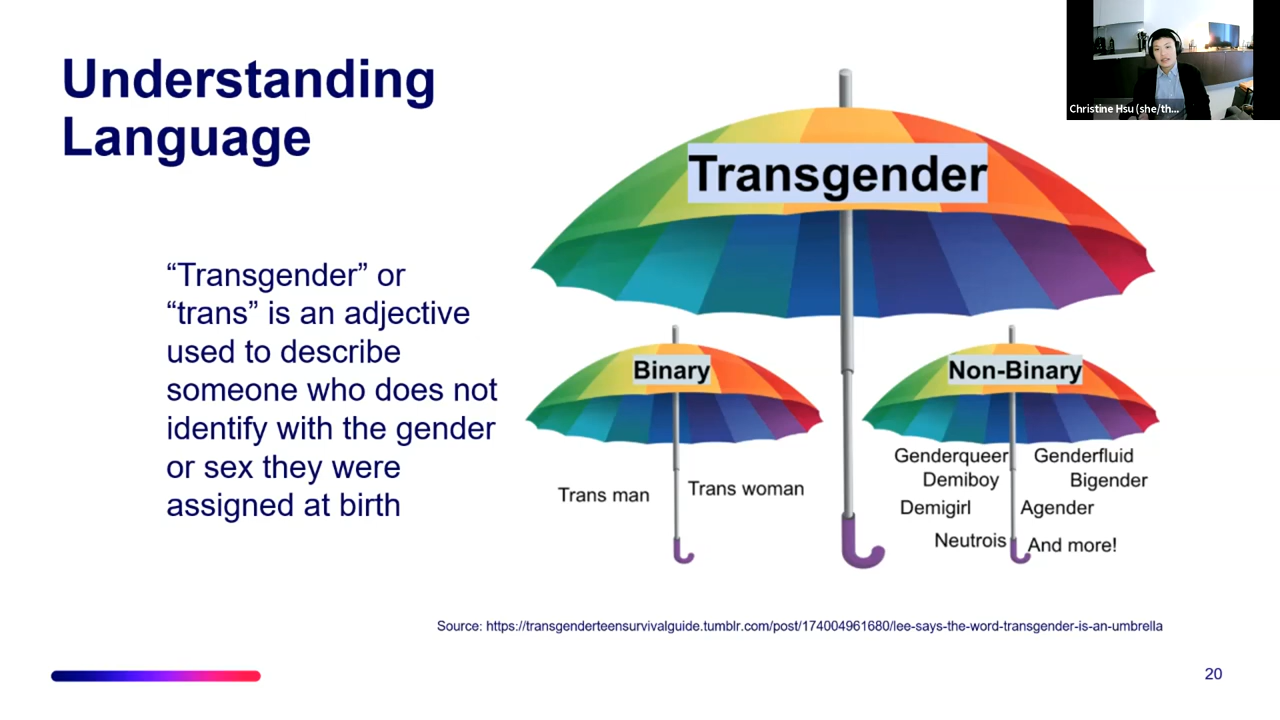 Understanding
Language
Christine Hsu (she/th...
“Transgender” or
“trans” is an adjective
used to describe
someone who does not
identify with the gender
or sex they were
assigned at birth
Transgender
Binary
Trans man
Trans woman
Non-Binary
Genderqueer
Genderfluid
Demiboy
Bigender
Demigirl
Agender
Neutrois
And more!
Source: https://transgenderteensurvivalguide.tumblr.com/post/174004961680/lee-says-the-word-transgender-is-an-umbrella
20